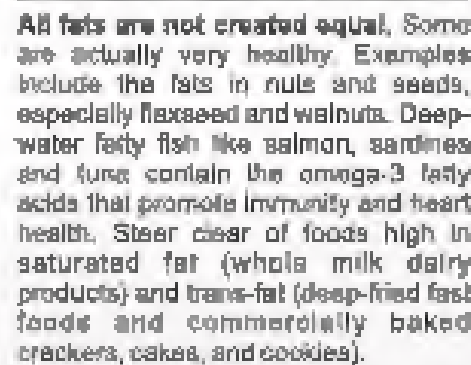 All fats are not created equal. Some
are actually very healthy. Examples
include the fats in nuts and seeds,
especially flaxseed and walnuts. Deep-
water fatty fish like salmon, sardines
and tuna contain the omega-3 fatty
acids that promote immunity and heart
health. Steer clear of foods high in
saturated fat (whole milk dairy
products) and trans-fat (deep-fried fast
foods and commercially baked
crackers, cakes, and cookies).